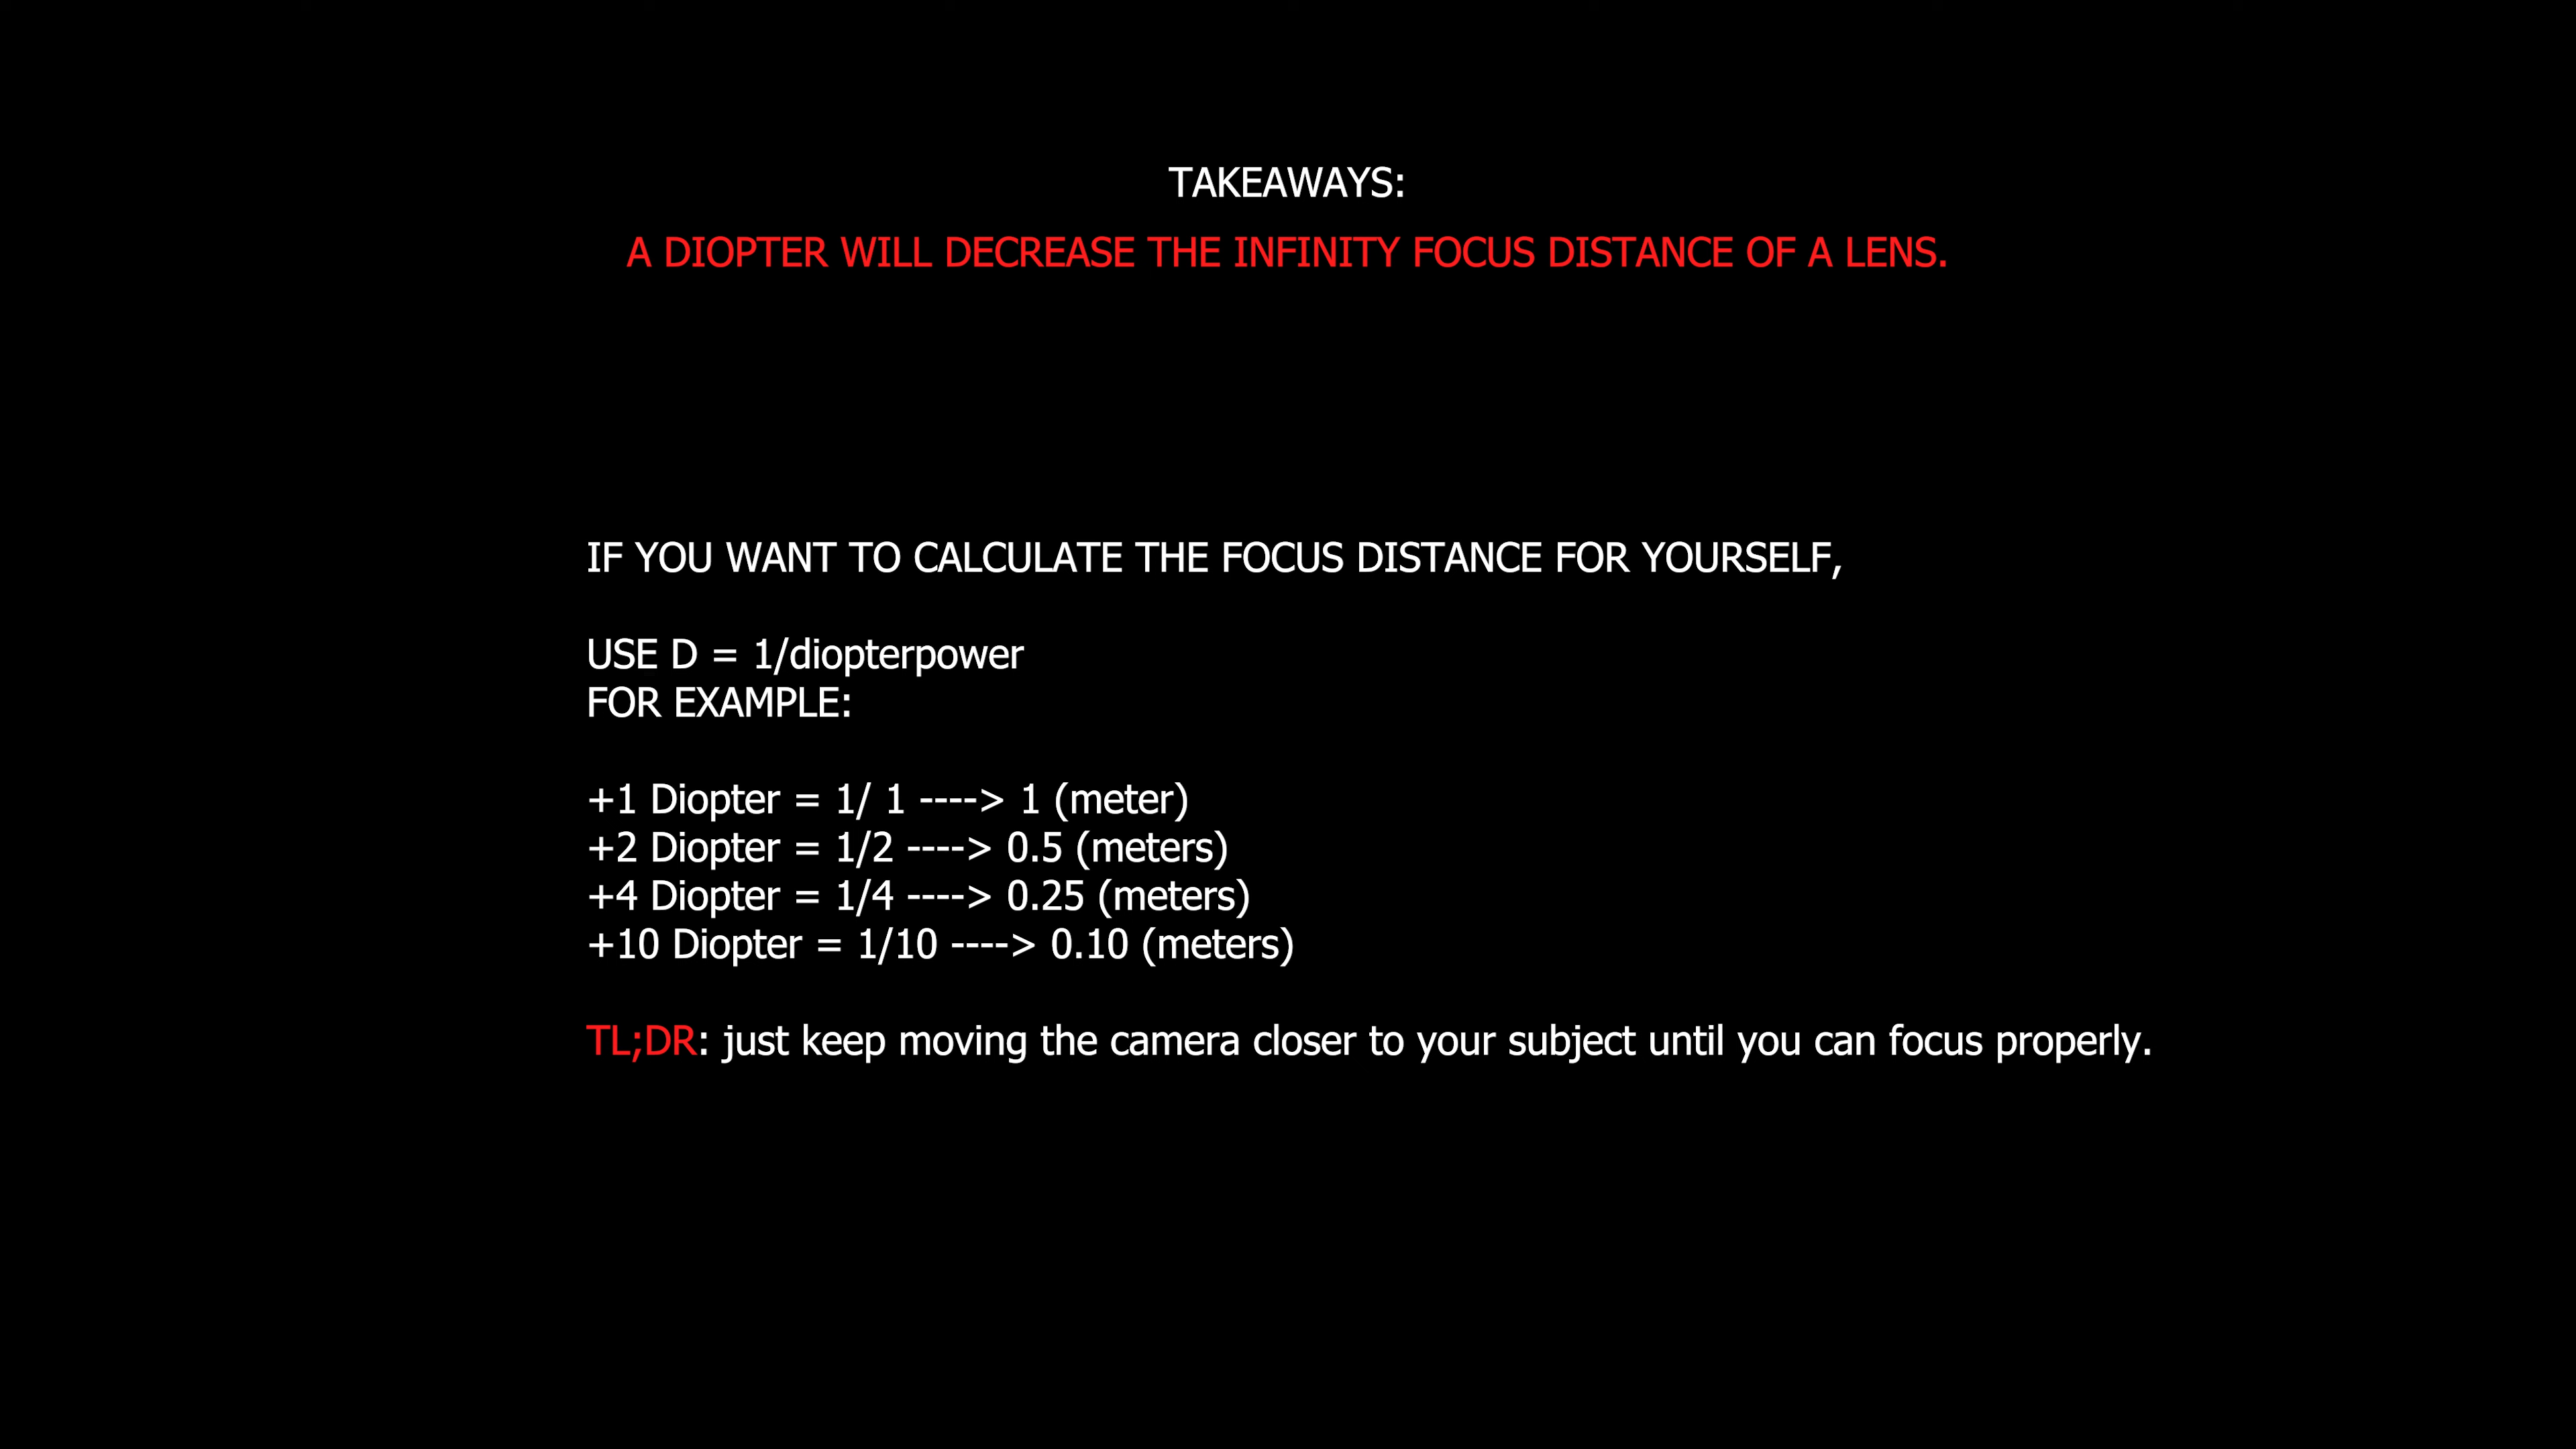 TAKEAWAYS:
A DIOPTER WILL DECREASE THE INFINITY FOCUS DISTANCE OF A LENS.
IF YOU WANT TO CALCULATE THE FOCUS DISTANCE FOR YOURSELF,
USE D = 1/diopterpower
FOR EXAMPLE:
+1 Diopter = 1/ 1 ----> 1 (meter)
+2 Diopter = 1/2 ----> 0.5 (meters)
+4 Diopter = 1/4 ----> 0.25 (meters)
+10 Diopter = 1/10 ----> 0.10 (meters)
TL;DR: just keep moving the camera closer to your subject until you can focus properly.